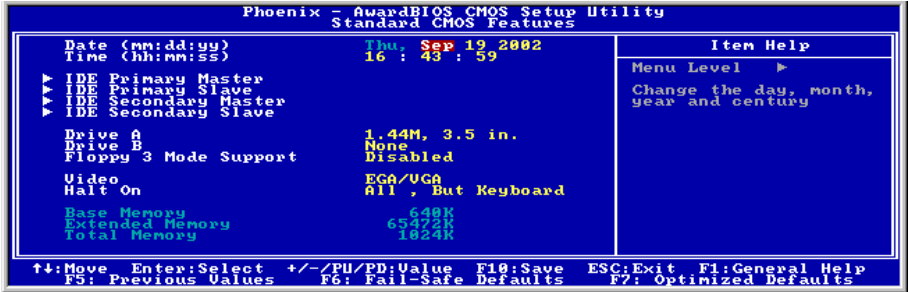 Phoenix - AwardBIOS CMOS Setup Utility
Standard CMOS Features
Date (mm:dd:yy) Thu, Sep 19 2002
Time (hh:mm:ss) 16 : 43 : 59
► IDE Primary Master
► IDE Primary Slave
► IDE Secondary Master
► IDE Secondary Slave
Drive A 1.44M, 3.5 in.
Drive B None
Floppy 3 Mode Support Disabled
Video EGA/VGA
Halt On All , But Keyboard
Base Memory 640K
Extended Memory 65472K
Total Memory 1024K
Item Help
Menu Level ►
Change the day, month,
year and century
↑↓:Move Enter:Select +/-/PU/PD:Value F10:Save ESC:Exit F1:General Help
F5: Previous Values F6: Fail-Safe Defaults F7: Optimized Defaults